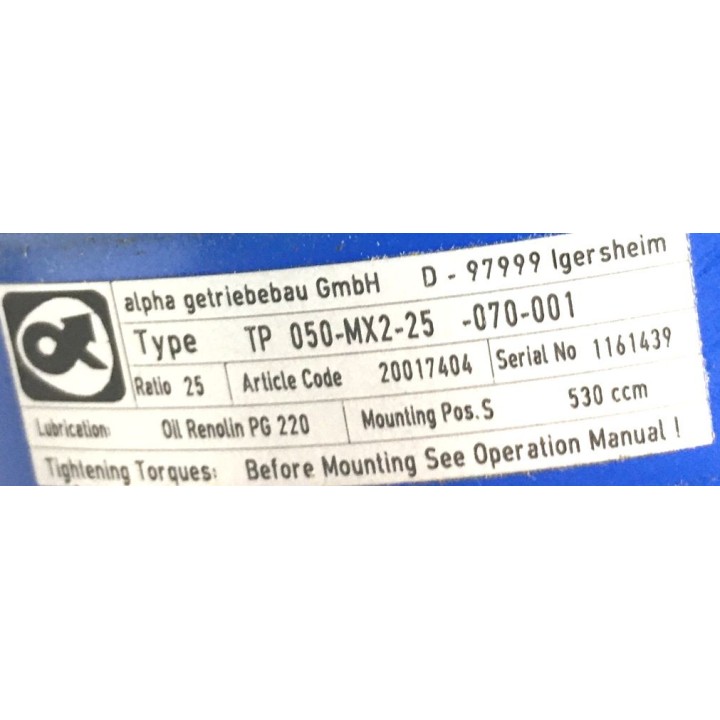 alpha getriebebau GmbH D - 97999 Igersheim
Type TP 050-MX2-25 -070-001
Ratio 25 Article Code 20017404 Serial No 1161439
Lubrication: Oil Renolin PG 220 Mounting Pos. S 530 ccm
Tightening Torques: Before Mounting See Operation Manual !